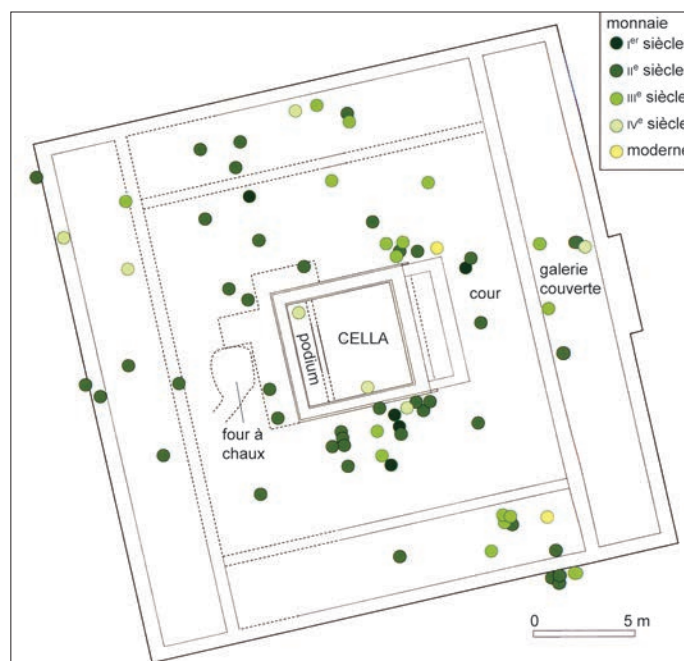 monnaie
Iᵉʳ siècle
IIᵉ siècle
IIIᵉ siècle
IVᵉ siècle
moderne
galerie
couverte
cour
CELLA
podium
four à
chaux
0 5 m